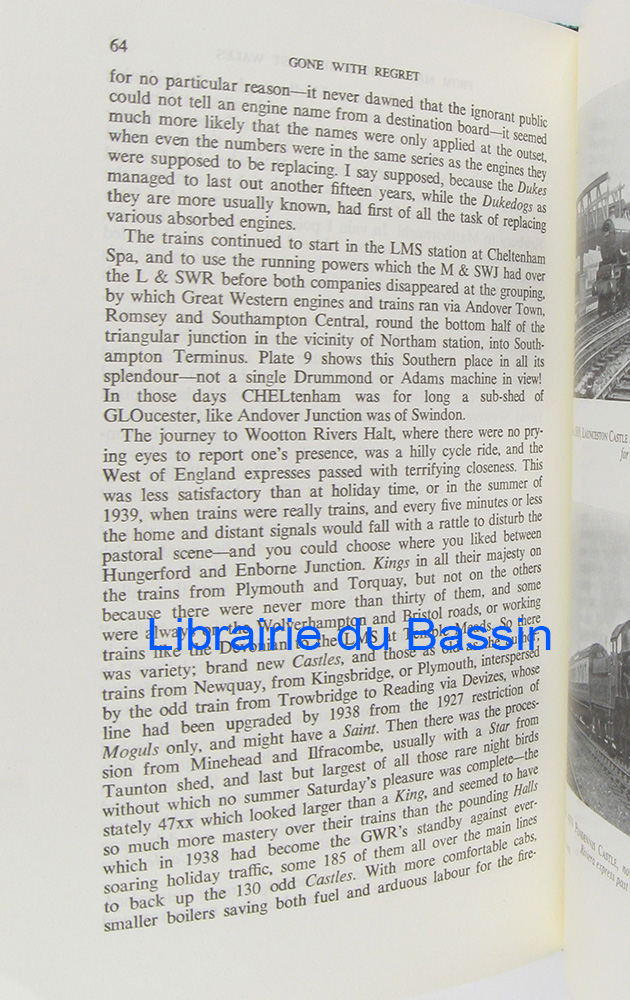 64
GONE WITH REGRET
for no particular reason—it never dawned that the ignorant public
could not tell an engine name from a destination board—it seemed
much more likely that the names were only applied at the outset,
when even the numbers were in the same series as the engines they
were supposed to be replacing. I say supposed, because the Dukes
managed to last out another fifteen years, while the Dukedogs as
they are more usually known, had first of all the task of replacing
various absorbed engines.
The trains continued to start in the LMS station at Cheltenham
Spa, and to use the running powers which the M & SWJ had over
the L & SWR before both companies disappeared at the grouping,
by which Great Western engines and trains ran via Andover Town,
Romsey and Southampton Central, round the bottom half of the
triangular junction in the vicinity of Northam station, into South-
ampton Terminus. Plate 9 shows this Southern place in all its
splendour—not a single Drummond or Adams machine in view!
In those days CHELtenham was for long a sub-shed of
GLOucester, like Andover Junction was of Swindon.
The journey to Wootton Rivers Halt, where there were no pry-
ing eyes to report one's presence, was a hilly cycle ride, and the
West of England expresses passed with terrifying closeness. This
was less satisfactory than at holiday time, or in the summer of
1939, when trains were really trains, and every five minutes or less
the home and distant signals would fall with a rattle to disturb the
pastoral scene—and you could choose where you liked between
Hungerford and Enborne Junction. Kings in all their majesty on
the trains from Plymouth and Torquay, but not on the others
because there were never more than thirty of them, and some
were always on the Wolverhampton and Bristol roads, or working
trains like the Devonian to the LMS at Temple Meads. So there
was variety; brand new Castles, and those as old as the author,
trains from Newquay, from Kingsbridge, or Plymouth, interspersed
by the odd train from Trowbridge to Reading via Devizes, whose
line had been upgraded by 1938 from the 1927 restriction of
Moguls only, and might have a Saint. Then there was the proces-
sion from Minehead and Ilfracombe, usually with a Star from
Taunton shed, and last but largest of all those rare night birds
without which no summer Saturday's pleasure was complete—the
stately 47xx which looked larger than a King, and seemed to have
so much more mastery over their trains than the pounding Halls
which in 1938 had become the GWR's standby against ever-
soaring holiday traffic, some 185 of them all over the main lines
to back up the 130 odd Castles. With more comfortable cabs,
smaller boilers saving both fuel and arduous labour for the fire-
Librairie du Bassin
LAUNCESTON CASTLE
for
PENDENNIS CASTLE, no
Riviera express past